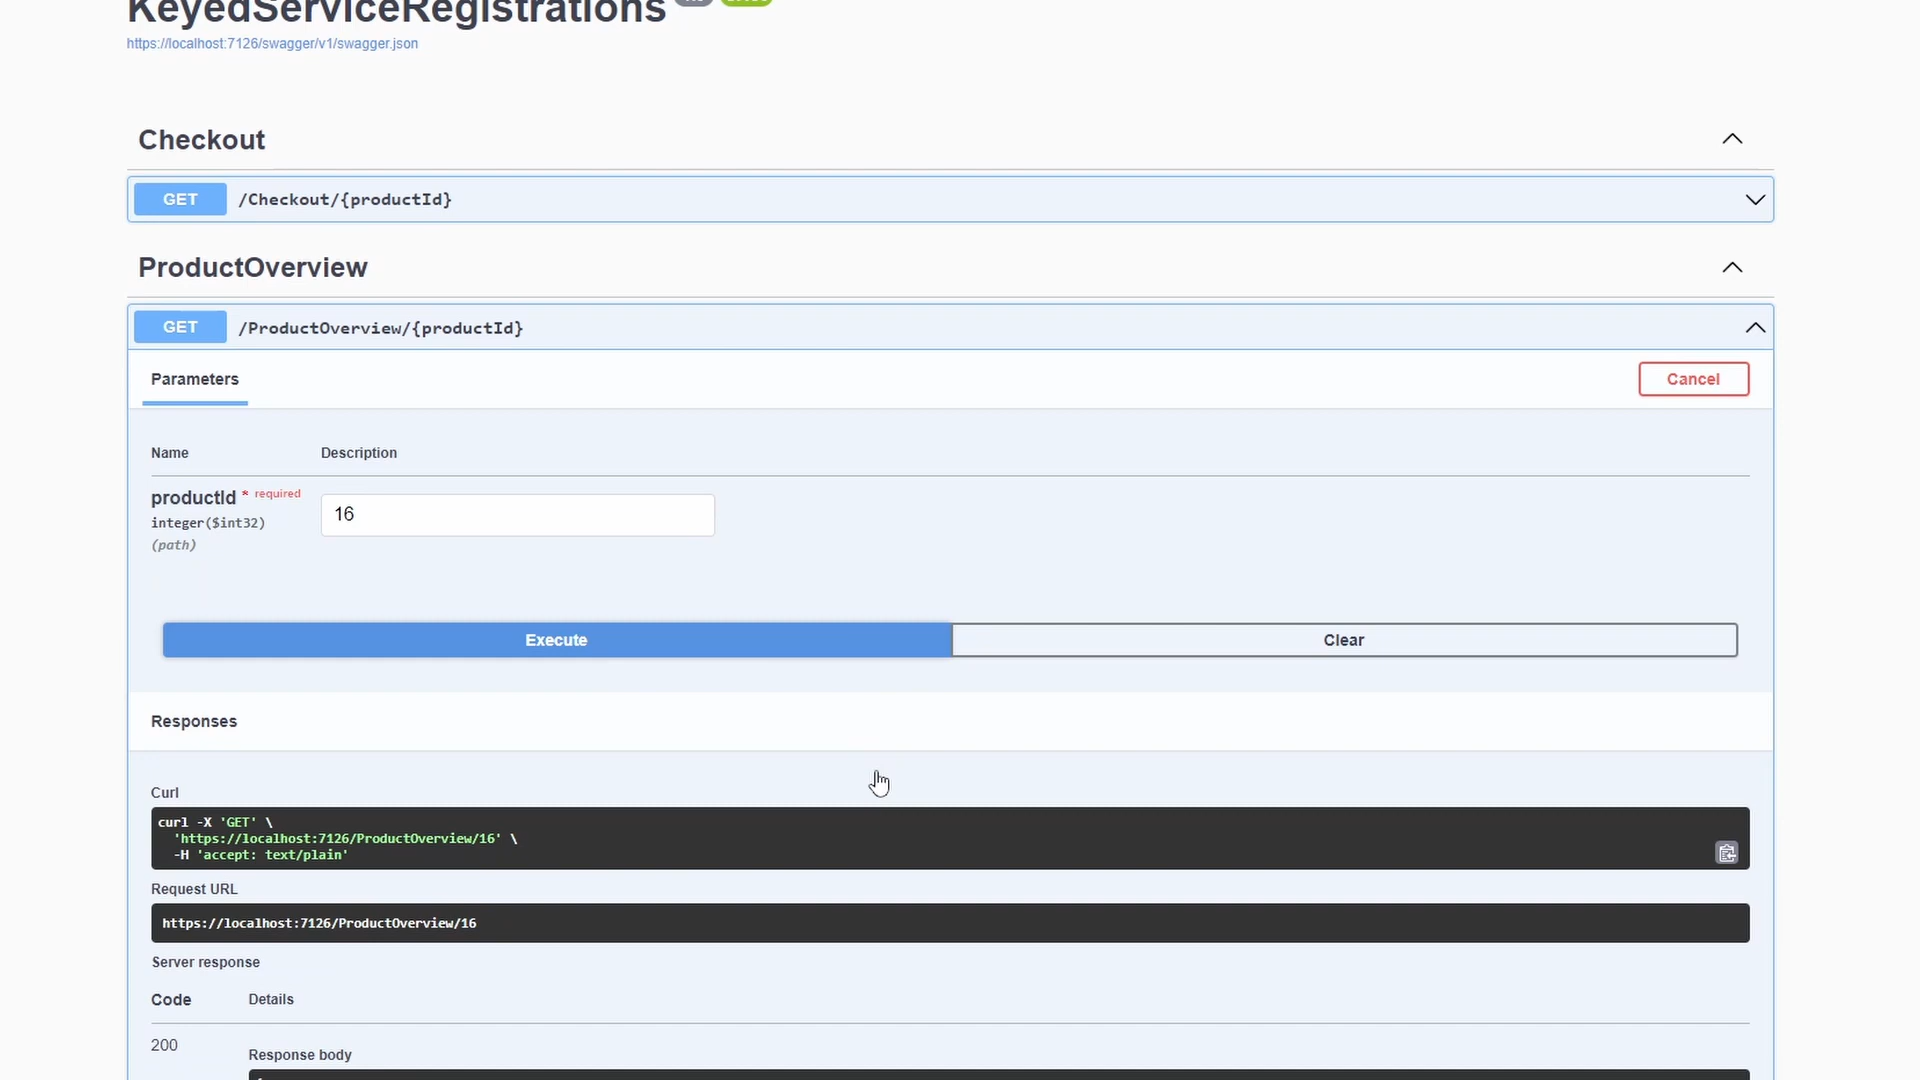 KeyedServiceRegistrations
https://localhost:7126/swagger/v1/swagger.json
Checkout
GET /Checkout/{productId}
ProductOverview
GET /ProductOverview/{productId}
Parameters
Cancel
Name Description
productId * required
integer($int32)
(path)
16
Execute
Clear
Responses
Curl
curl -X 'GET' \
'https://localhost:7126/ProductOverview/16' \
-H 'accept: text/plain'
Request URL
https://localhost:7126/ProductOverview/16
Server response
Code Details
200
Response body